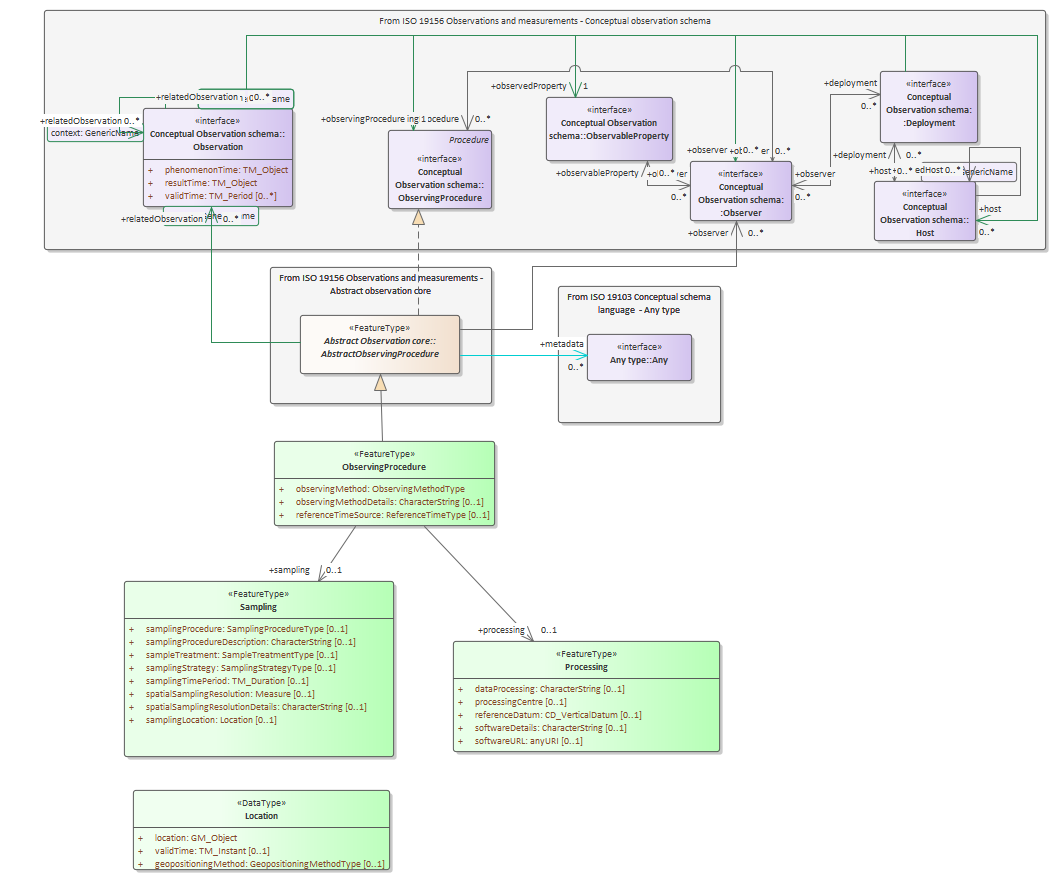 From ISO 19156 Observations and measurements - Conceptual observation schema
+relatedObservation
0..*
ame
+relatedObservation 0..*
context: GenericName
«interface»
Conceptual Observation schema::
Observation
+ phenomenonTime: TM_Object
+ resultTime: TM_Object
+ validTime: TM_Period [0..*]
+relatedObservation
0..*
me
+observingProcedure
1
ocedure
0..*
Procedure
«interface»
Conceptual
Observation schema::
ObservingProcedure
+observedProperty
1
«interface»
Conceptual Observation
schema::ObservableProperty
+observableProperty
0..*
+observer
0..*
er
0..*
«interface»
Conceptual
Observation schema:
:Observer
+observer
0..*
+observer
0..*
+deployment
0..*
«interface»
Conceptual
Observation schema:
:Deployment
+deployment
0..*
+host
0..*
edHost 0..*
enericName
«interface»
Conceptual
Observation schema::
Host
+host
0..*
From ISO 19156 Observations and measurements -
Abstract observation core
«FeatureType»
Abstract Observation core::
AbstractObservingProcedure
From ISO 19103 Conceptual schema
language - Any type
+metadata
0..*
«interface»
Any type::Any
«FeatureType»
ObservingProcedure
+ observingMethod: ObservingMethodType
+ observingMethodDetails: CharacterString [0..1]
+ referenceTimeSource: ReferenceTimeType [0..1]
+sampling
0..1
«FeatureType»
Sampling
+ samplingProcedure: SamplingProcedureType [0..1]
+ samplingProcedureDescription: CharacterString [0..1]
+ sampleTreatment: SampleTreatmentType [0..1]
+ samplingStrategy: SamplingStrategyType [0..1]
+ samplingTimePeriod: TM_Duration [0..1]
+ spatialSamplingResolution: Measure [0..1]
+ spatialSamplingResolutionDetails: CharacterString [0..1]
+ samplingLocation: Location [0..1]
+processing
0..1
«FeatureType»
Processing
+ dataProcessing: CharacterString [0..1]
+ processingCentre [0..1]
+ referenceDatum: CD_VerticalDatum [0..1]
+ softwareDetails: CharacterString [0..1]
+ softwareURL: anyURI [0..1]
«DataType»
Location
+ location: GM_Object
+ validTime: TM_Instant [0..1]
+ geopositioningMethod: GeopositioningMethodType [0..1]